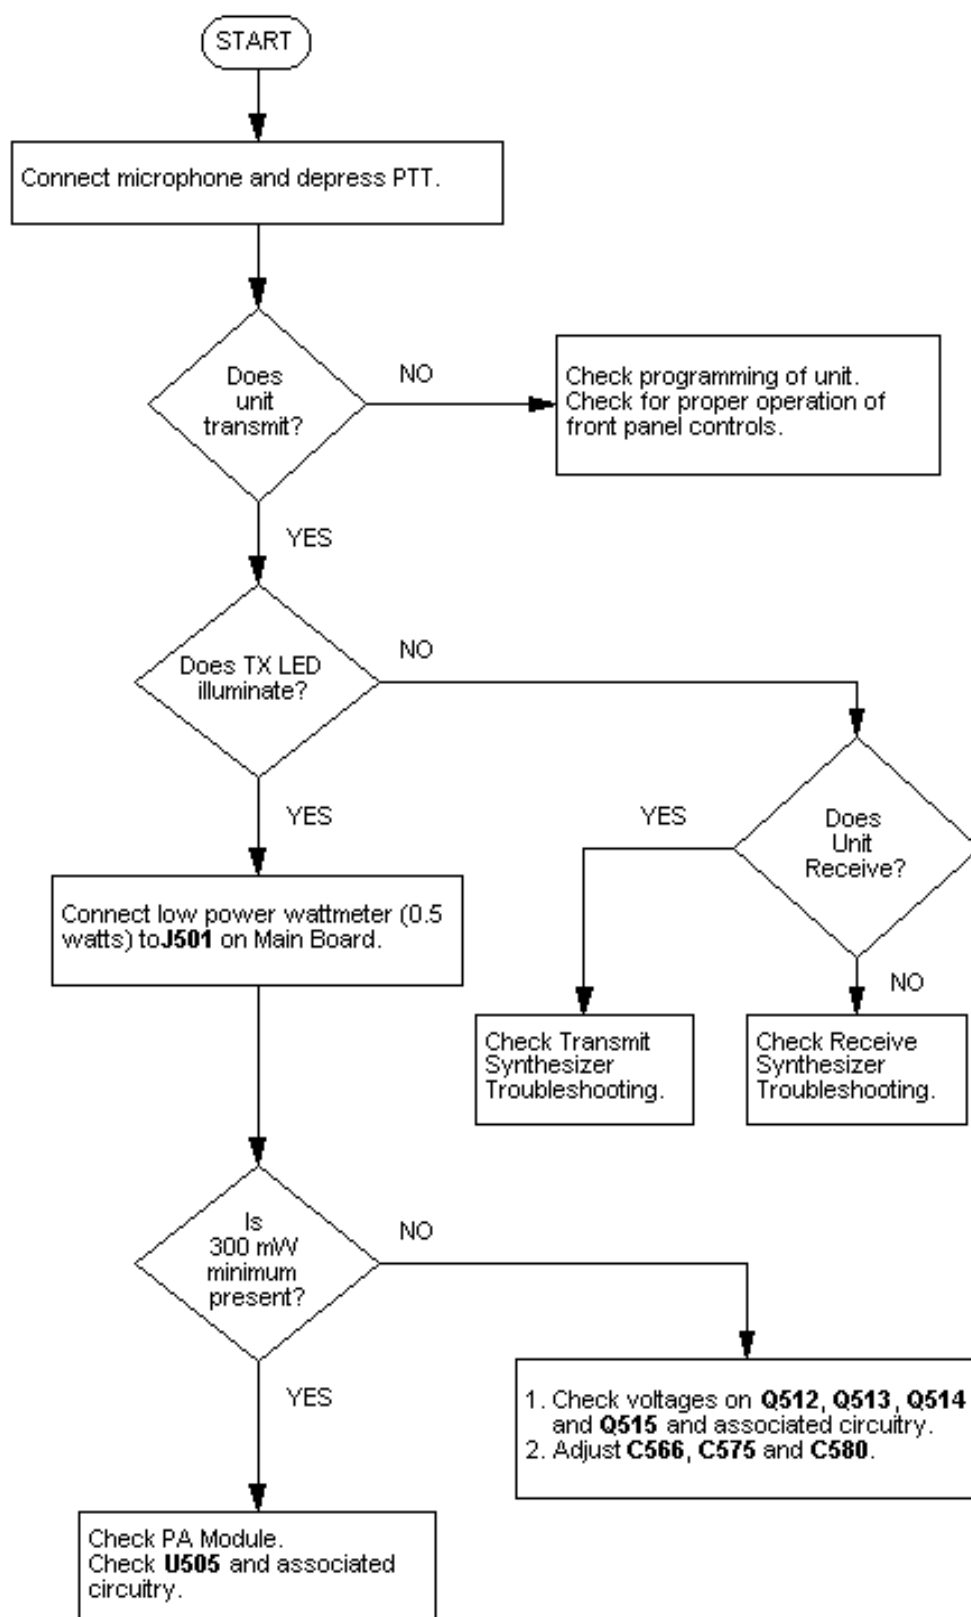 START
Connect microphone and depress PTT.
Does
unit
transmit?
NO
Check programming of unit.
Check for proper operation of
front panel controls.
YES
Does TX LED
illuminate?
NO
YES
Does
Unit
Receive?
YES
NO
Connect low power wattmeter (0.5
watts) toJ501 on Main Board.
Check Transmit
Synthesizer
Troubleshooting.
Check Receive
Synthesizer
Troubleshooting.
Is
300 mW
minimum
present?
NO
YES
1. Check voltages on Q512, Q513, Q514
and Q515 and associated circuitry.
2. Adjust C566, C575 and C580.
Check PA Module.
Check U505 and associated
circuitry.